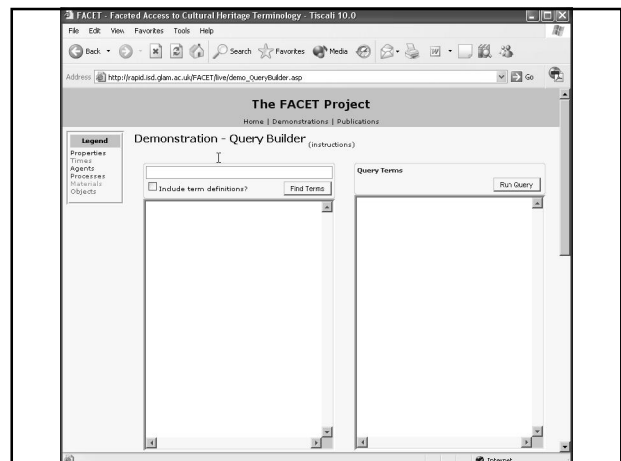 FACET - Faceted Access to Cultural Heritage Terminology - Tiscali 10.0
File Edit View Favorites Tools Help
Back Search Favorites Media
Address http://rapid.isd.glam.ac.uk/FACET/live/demo_QueryBuilder.asp Go
The FACET Project
Home | Demonstrations | Publications
Legend
Properties
Times
Agents
Processes
Materials
Objects
Demonstration - Query Builder (instructions)
Include term definitions? Find Terms
Query Terms
Run Query
Internet